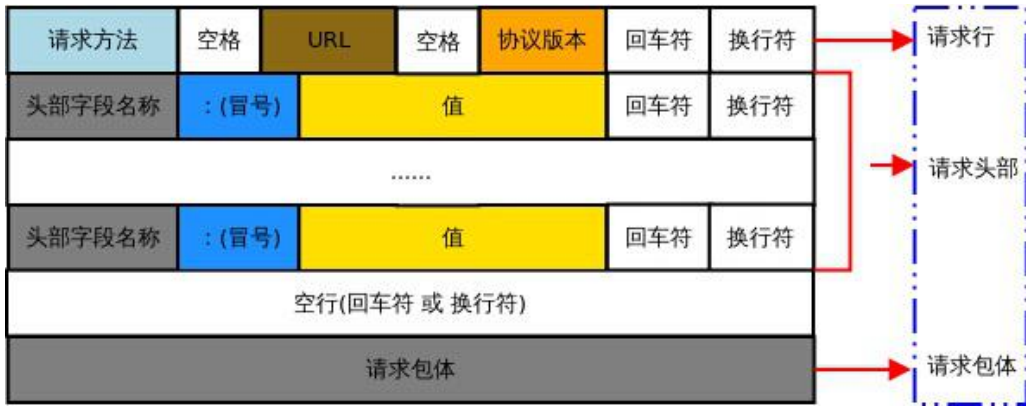 请求方法 空格 URL 空格 协议版本 回车符 换行符 请求行
头部字段名称 :(冒号) 值 回车符 换行符
...... 请求头部
头部字段名称 :(冒号) 值 回车符 换行符
空行(回车符 或 换行符)
请求包体 请求包体